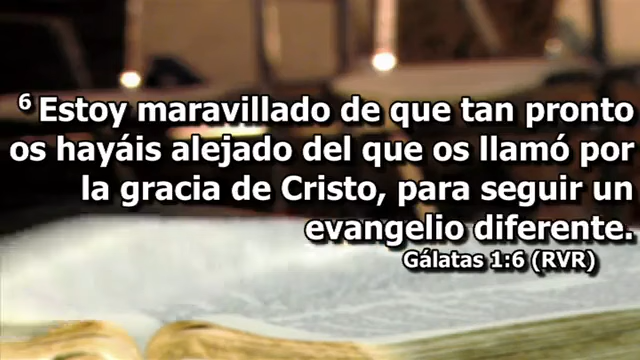 6 Estoy maravillado de que tan pronto
os hayáis alejado del que os llamó por
la gracia de Cristo, para seguir un
evangelio diferente.
Gálatas 1:6 (RVR)